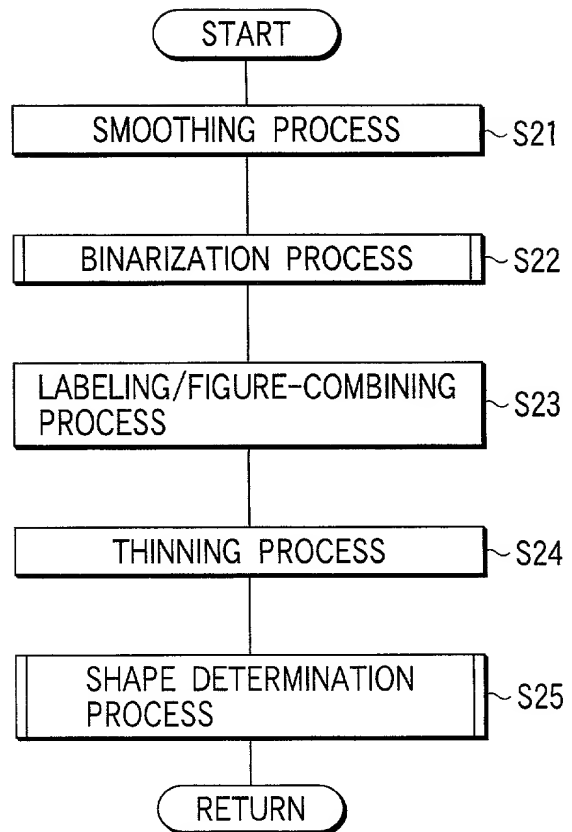 START
SMOOTHING PROCESS
S21
BINARIZATION PROCESS
S22
LABELING/FIGURE-COMBINING
PROCESS
S23
THINNING PROCESS
S24
SHAPE DETERMINATION
PROCESS
S25
RETURN